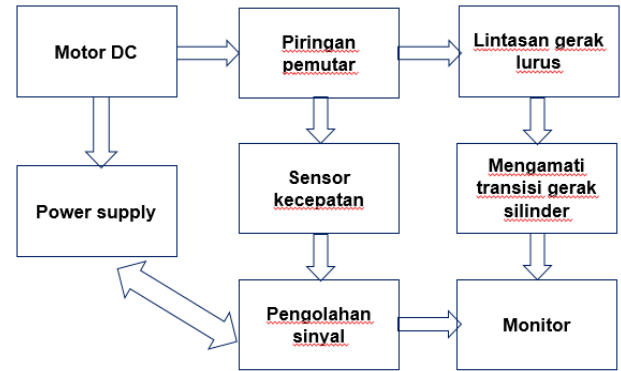 Motor DC
Piringan
pemutar
Lintasan gerak
lurus
Power supply
Sensor
kecepatan
Mengamati
transisi gerak
silinder
Pengolahan
sinyal
Monitor